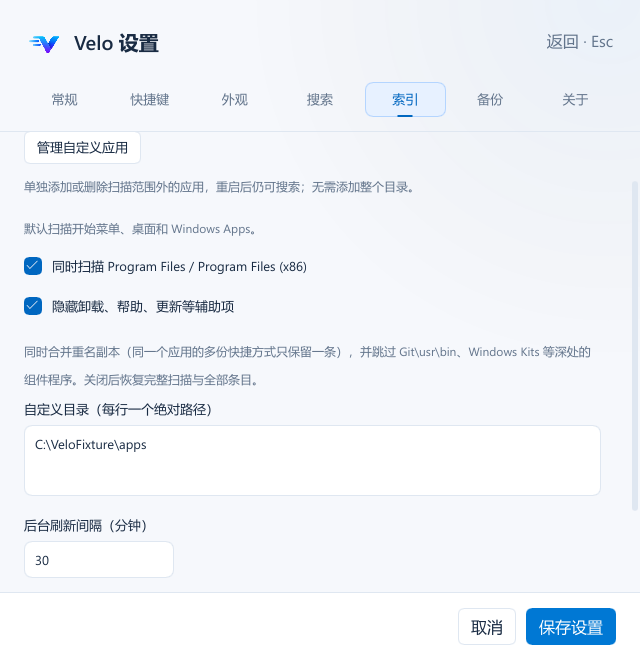 Velo 设置
返回 · Esc
常规
快捷键
外观
搜索
索引
备份
关于
管理自定义应用
单独添加或删除扫描范围外的应用，重启后仍可搜索；无需添加整个目录。
默认扫描开始菜单、桌面和 Windows Apps。
同时扫描 Program Files / Program Files (x86)
隐藏卸载、帮助、更新等辅助项
同时合并重名副本（同一个应用的多份快捷方式只保留一条），并跳过 Git\usr\bin、Windows Kits 等深处的
组件程序。关闭后恢复完整扫描与全部条目。
自定义目录（每行一个绝对路径）
C:\VeloFixture\apps
后台刷新间隔（分钟）
30
取消
保存设置